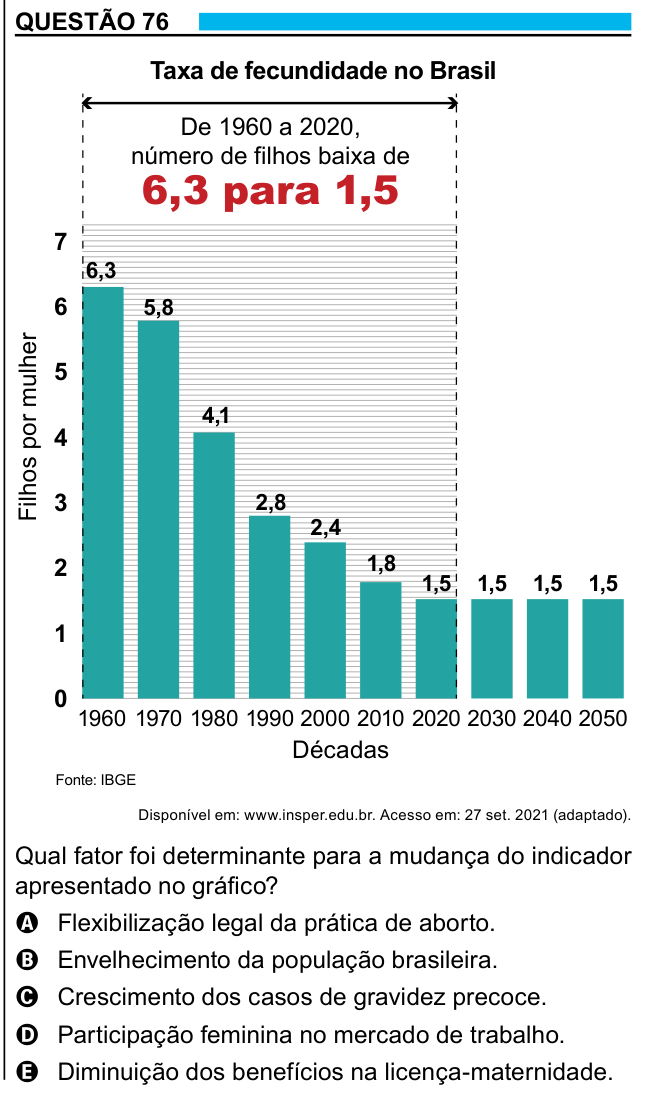 QUESTÃO 76
Taxa de fecundidade no Brasil
De 1960 a 2020,
número de filhos baixa de
6,3 para 1,5
Filhos por mulher
7
6
5
4
3
2
1
0
6,3
5,8
4,1
2,8
2,4
1,8
1,5
1,5
1,5
1,5
1960 1970 1980 1990 2000 2010 2020 2030 2040 2050
Décadas
Fonte: IBGE
Disponível em: www.insper.edu.br. Acesso em: 27 set. 2021 (adaptado).
Qual fator foi determinante para a mudança do indicador
apresentado no gráfico?
A Flexibilização legal da prática de aborto.
B Envelhecimento da população brasileira.
C Crescimento dos casos de gravidez precoce.
D Participação feminina no mercado de trabalho.
E Diminuição dos benefícios na licença-maternidade.